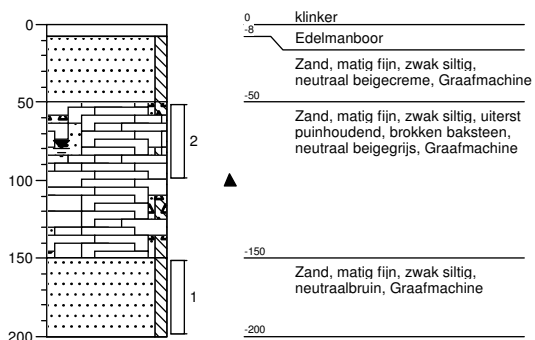 0
50
100
150
200
2
1
0
klinker
-8
Edelmanboor
Zand, matig fijn, zwak siltig,
neutraal beigecreme, Graafmachine
-50
Zand, matig fijn, zwak siltig, uiterst
puinhoudend, brokken baksteen,
neutraal beigegrijs, Graafmachine
-150
Zand, matig fijn, zwak siltig,
neutraalbruin, Graafmachine
-200